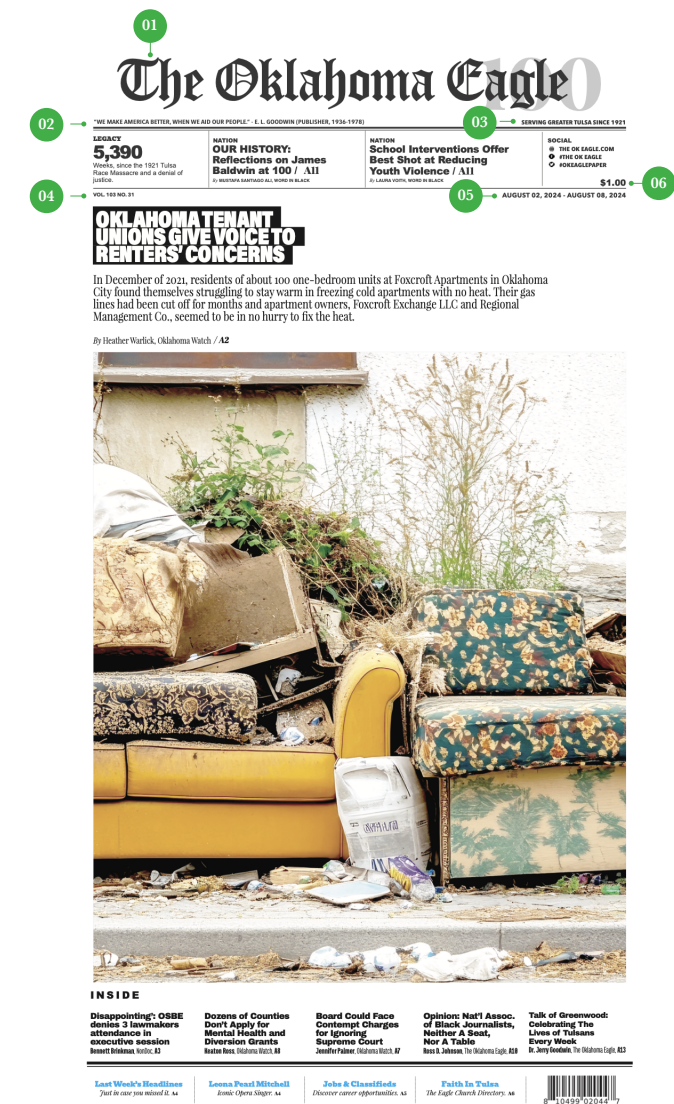 01
The Oklahoma Eagle 100
02
"WE MAKE AMERICA BETTER, WHEN WE AID OUR PEOPLE." - E. L. GOODWIN (PUBLISHER, 1936-1978)
03
SERVING GREATER TULSA SINCE 1921
LEGACY
5,390
Weeks, since the 1921 Tulsa
Race Massacre and a denial of
justice.
NATION
OUR HISTORY:
Reflections on James
Baldwin at 100 / A11
By MUSTAFA SANTIAGO ALI, WORD IN BLACK
NATION
School Interventions Offer
Best Shot at Reducing
Youth Violence / A11
By LAURA VOITH, WORD IN BLACK
SOCIAL
THE OK EAGLE.COM
#THE OK EAGLE
#OKEAGLEPAPER
$1.00
06
04
VOL. 103 NO. 31
05
AUGUST 02, 2024 - AUGUST 08, 2024
OKLAHOMA TENANT
UNIONS GIVE VOICE TO
RENTERS' CONCERNS
In December of 2021, residents of about 100 one-bedroom units at Foxcroft Apartments in Oklahoma
City found themselves struggling to stay warm in freezing cold apartments with no heat. Their gas
lines had been cut off for months and apartment owners, Foxcroft Exchange LLC and Regional
Management Co., seemed to be in no hurry to fix the heat.
By Heather Warlick, Oklahoma Watch / A2
INSIDE
Disappointing': OSBE
denies 3 lawmakers
attendance in
executive session
Bennett Brinkman, NonDoc, A3
Dozens of Counties
Don't Apply for
Mental Health and
Diversion Grants
Keaton Ross, Oklahoma Watch, A8
Board Could Face
Contempt Charges
for Ignoring
Supreme Court
Jennifer Palmer, Oklahoma Watch, A7
Opinion: Nat'l Assoc.
of Black Journalists,
Neither A Seat,
Nor A Table
Ross D. Johnson, The Oklahoma Eagle, A10
Talk of Greenwood:
Celebrating The
Lives of Tulsans
Every Week
Dr. Jerry Goodwin, The Oklahoma Eagle, A13
Last Week's Headlines
Just in case you missed it. A4
Leona Pearl Mitchell
Iconic Opera Singer. A4
Jobs & Classifieds
Discover career opportunities. A5
Faith In Tulsa
The Eagle Church Directory. A6
8 10499 02044 7